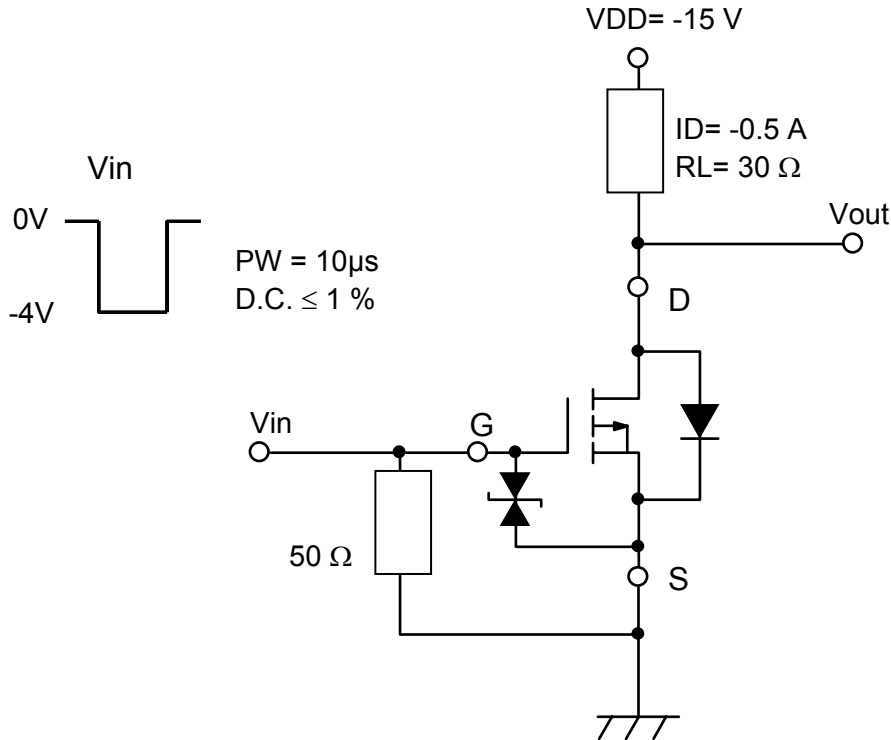 VDD= -15 V
ID= -0.5 A
RL= 30 Ω
Vin
Vout
0V
PW = 10μs
D.C. ≤ 1 %
-4V
D
Vin
G
50 Ω
S